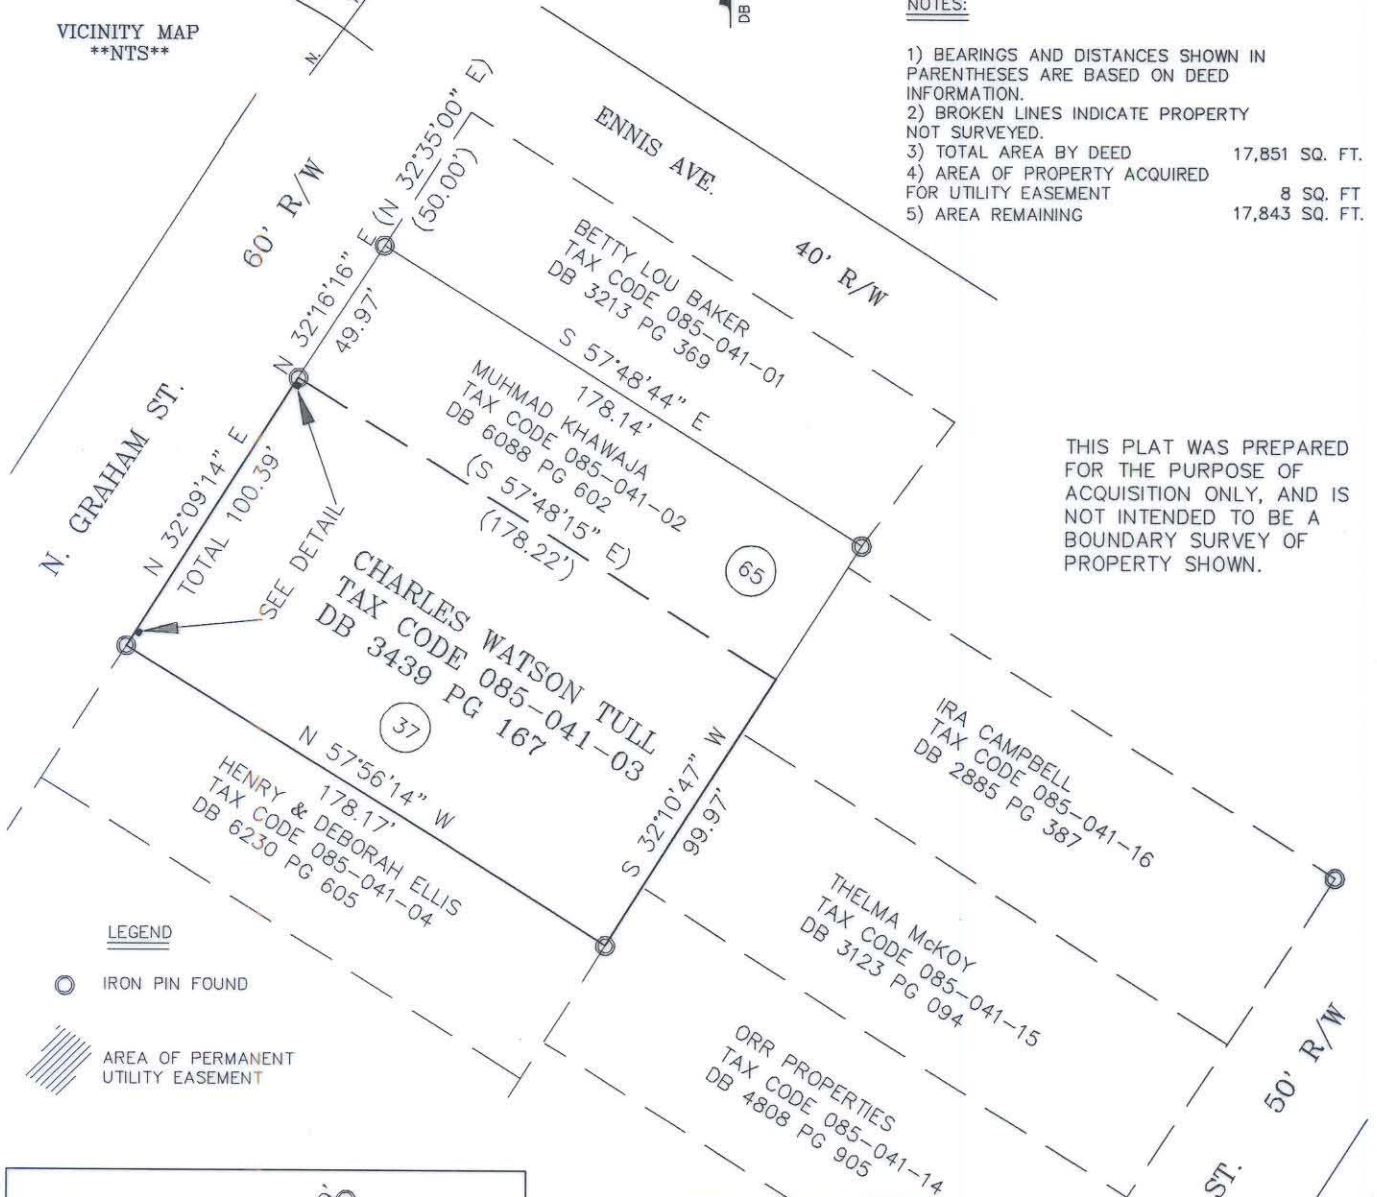 VICINITY MAP
**NTS**
N.
DB
NOTES:
1) BEARINGS AND DISTANCES SHOWN IN
PARENTHESES ARE BASED ON DEED
INFORMATION.
2) BROKEN LINES INDICATE PROPERTY
NOT SURVEYED.
3) TOTAL AREA BY DEED 17,851 SQ. FT.
4) AREA OF PROPERTY ACQUIRED
FOR UTILITY EASEMENT 8 SQ. FT
5) AREA REMAINING 17,843 SQ. FT.
ENNIS AVE.
40' R/W
60' R/W
N. GRAHAM ST.
N 32°16'16" E (N 32°35'00" E)
49.97'
(50.00')
BETTY LOU BAKER
TAX CODE 085-041-01
DB 3213 PG 369
S 57°48'44" E
178.14'
MUHMAD KHAWAJA
TAX CODE 085-041-02
DB 6088 PG 602
(S 57°48'15" E)
(178.22')
65
THIS PLAT WAS PREPARED
FOR THE PURPOSE OF
ACQUISITION ONLY, AND IS
NOT INTENDED TO BE A
BOUNDARY SURVEY OF
PROPERTY SHOWN.
N 32°09'14" E
TOTAL 100.39'
SEE DETAIL
CHARLES WATSON TULL
TAX CODE 085-041-03
DB 3439 PG 167
37
N 57°56'14" W
178.17'
S 32°10'47" W
99.97'
HENRY & DEBORAH ELLIS
TAX CODE 085-041-04
DB 6230 PG 605
IRA CAMPBELL
TAX CODE 085-041-16
DB 2885 PG 387
THELMA McKOY
TAX CODE 085-041-15
DB 3123 PG 094
ORR PROPERTIES
TAX CODE 085-041-14
DB 4808 PG 905
50' R/W
ST.
LEGEND
IRON PIN FOUND
AREA OF PERMANENT
UTILITY EASEMENT